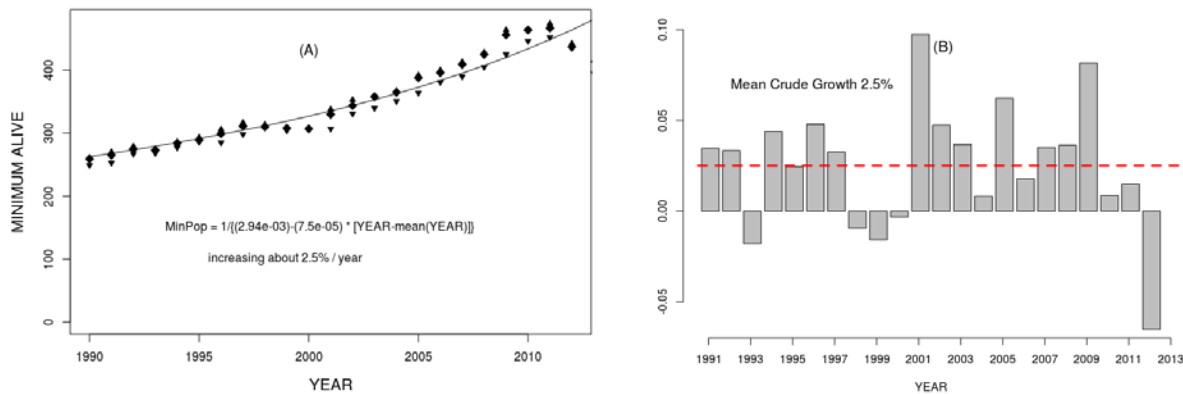 (A)
MINIMUM ALIVE
400
300
200
100
0
MinPop = 1/{(2.94e-03)-(7.5e-05) * [YEAR-mean(YEAR)]}
increasing about 2.5% / year
1990 1995 2000 2005 2010
YEAR
(B)
Mean Crude Growth 2.5%
0.10
0.05
0.00
-0.05
1991 1993 1995 1997 1999 2001 2003 2005 2007 2009 2011 2013
YEAR